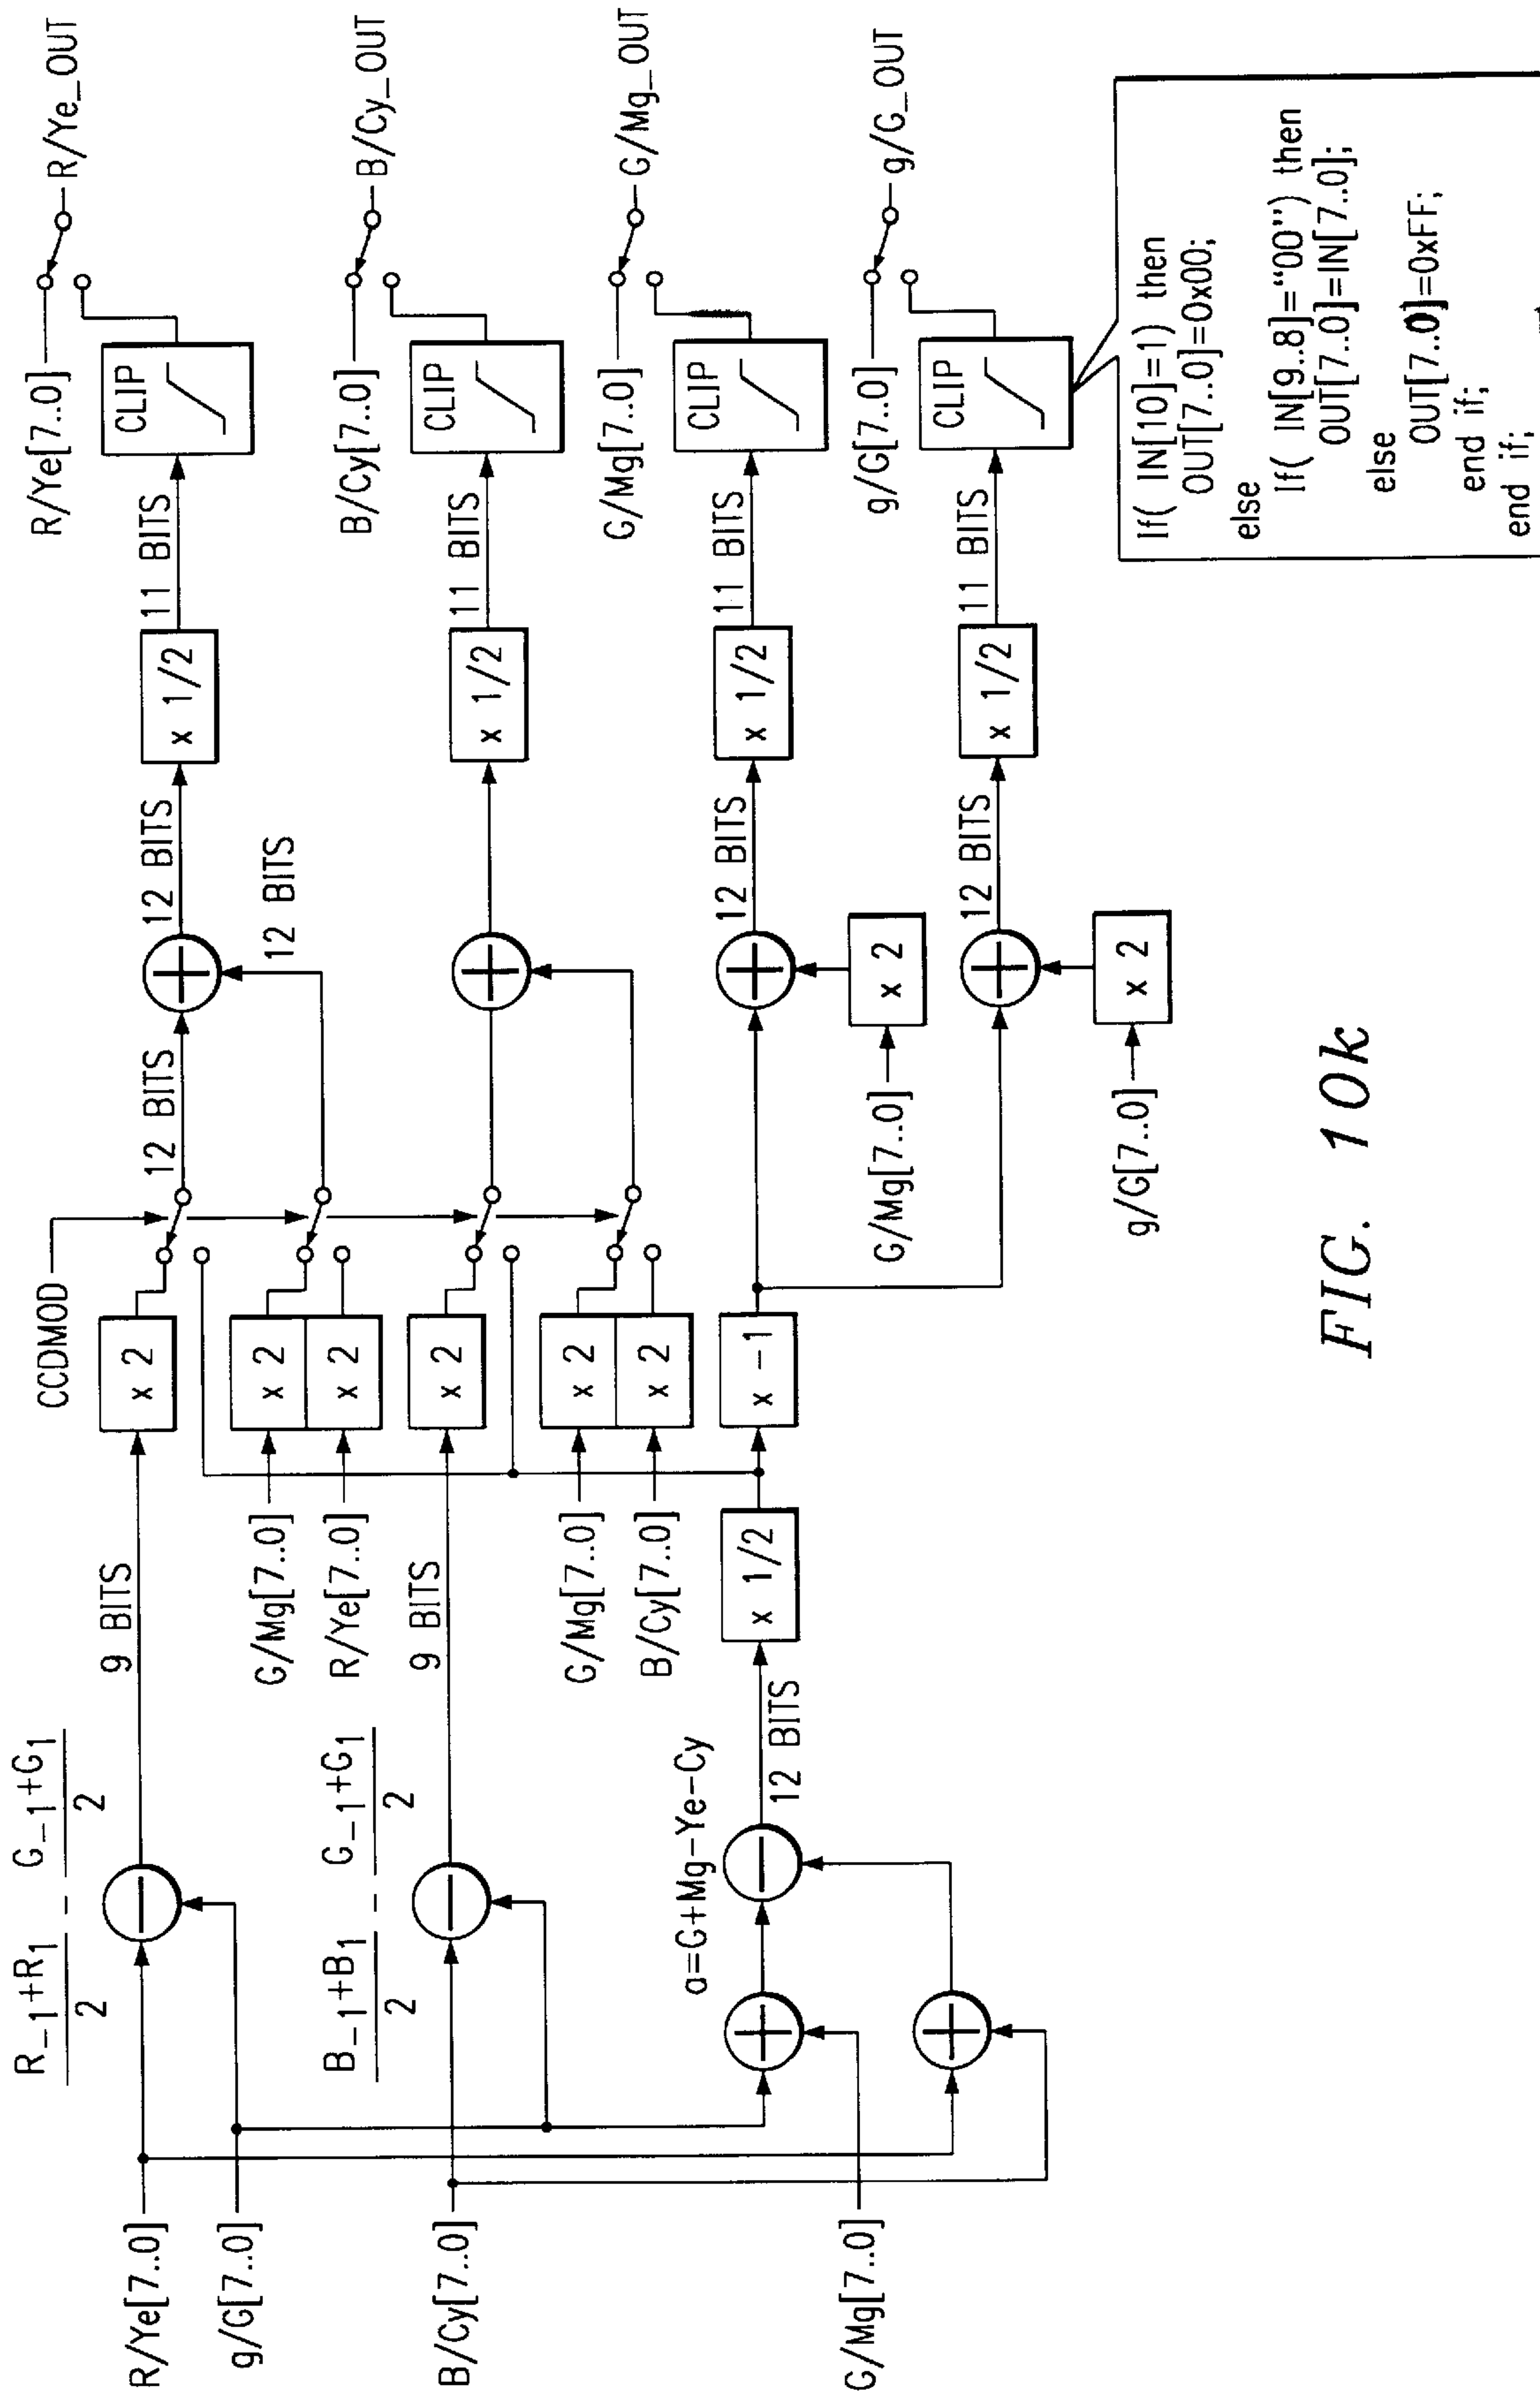 R/Ye[7..0]
g/G[7..0]
B/Cy[7..0]
G/Mg[7..0]
R₋₁+R₁
2
-
G₋₁+G₁
2
B₋₁+B₁
2
-
G₋₁+G₁
2
a=G+Mg-Ye-Cy
9 BITS
9 BITS
12 BITS
x 1/2
G/Mg[7..0]
R/Ye[7..0]
G/Mg[7..0]
B/Cy[7..0]
CCDMOD
x 2
x 2
x 2
x 2
x 2
x 2
x -1
12 BITS
12 BITS
G/Mg[7..0]
g/G[7..0]
x 2
x 2
12 BITS
12 BITS
12 BITS
x 1/2
x 1/2
x 1/2
x 1/2
11 BITS
11 BITS
11 BITS
11 BITS
CLIP
CLIP
CLIP
CLIP
R/Ye[7..0]
B/Cy[7..0]
G/Mg[7..0]
g/G[7..0]
R/Ye_OUT
B/Cy_OUT
G/Mg_OUT
g/G_OUT
If( IN[10]=1) then
OUT[7..0]=0x00;
else
If( IN[9..8]="00") then
OUT[7..0]=IN[7..0];
else
OUT[7..0]=0xFF;
end if;
end if;
FIG. 10k